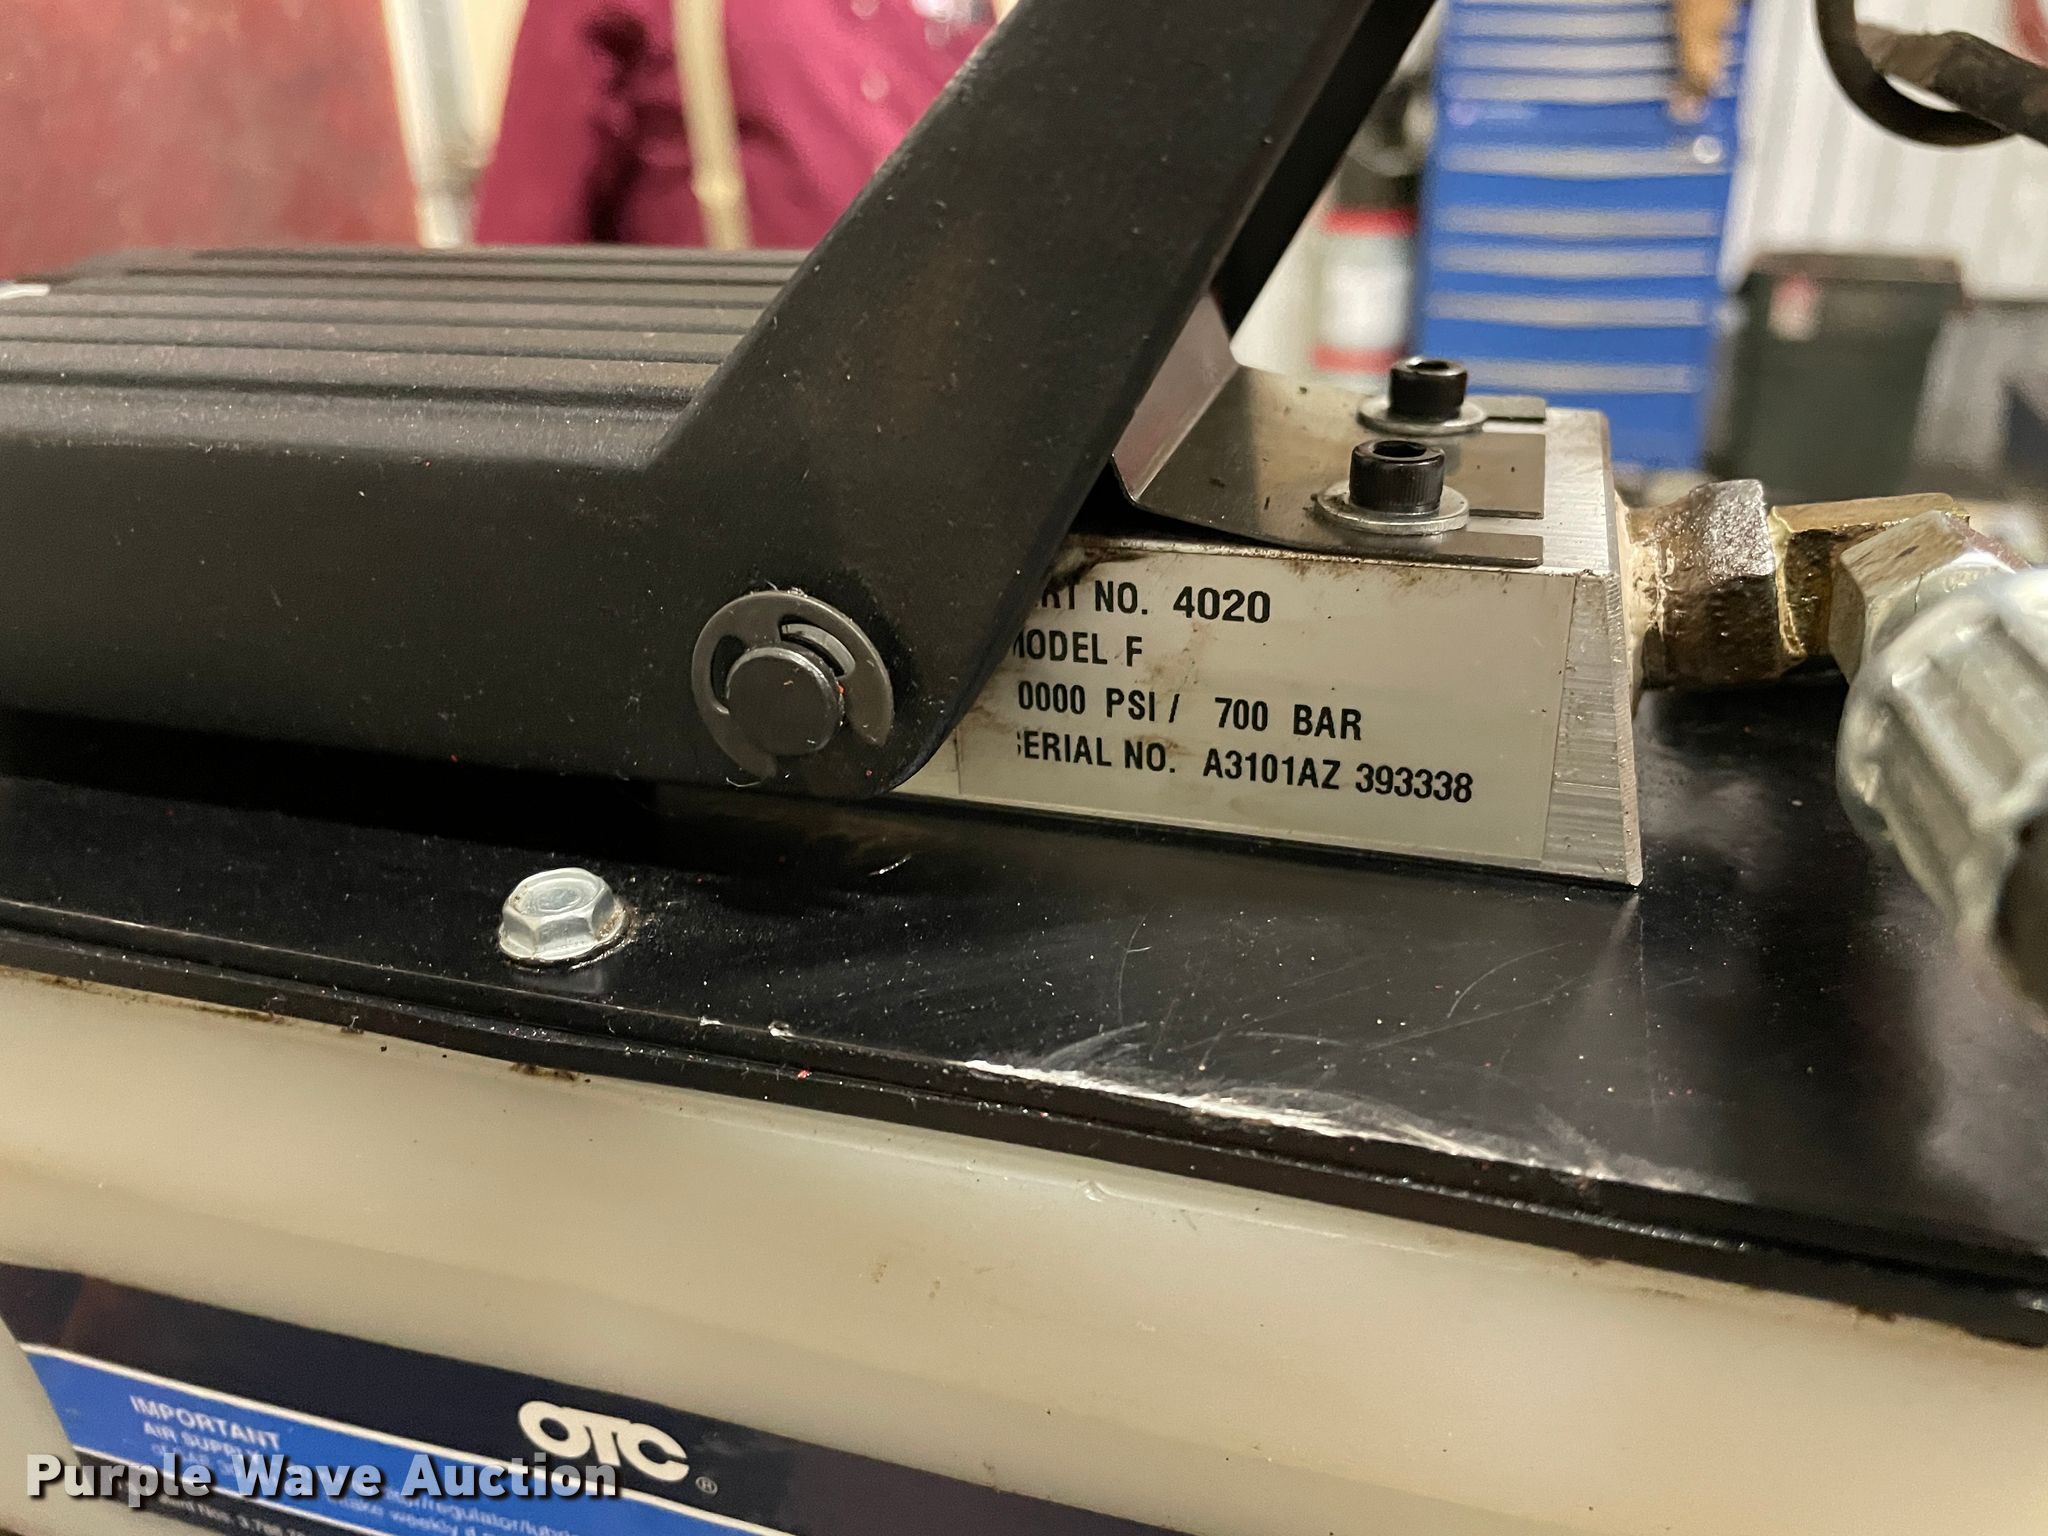 RT NO. 4020
MODEL F
0000 PSI / 700 BAR
SERIAL NO. A3101AZ 393338
OTC®
IMPORTANT
AIR SUPPLY
Purple Wave Auction